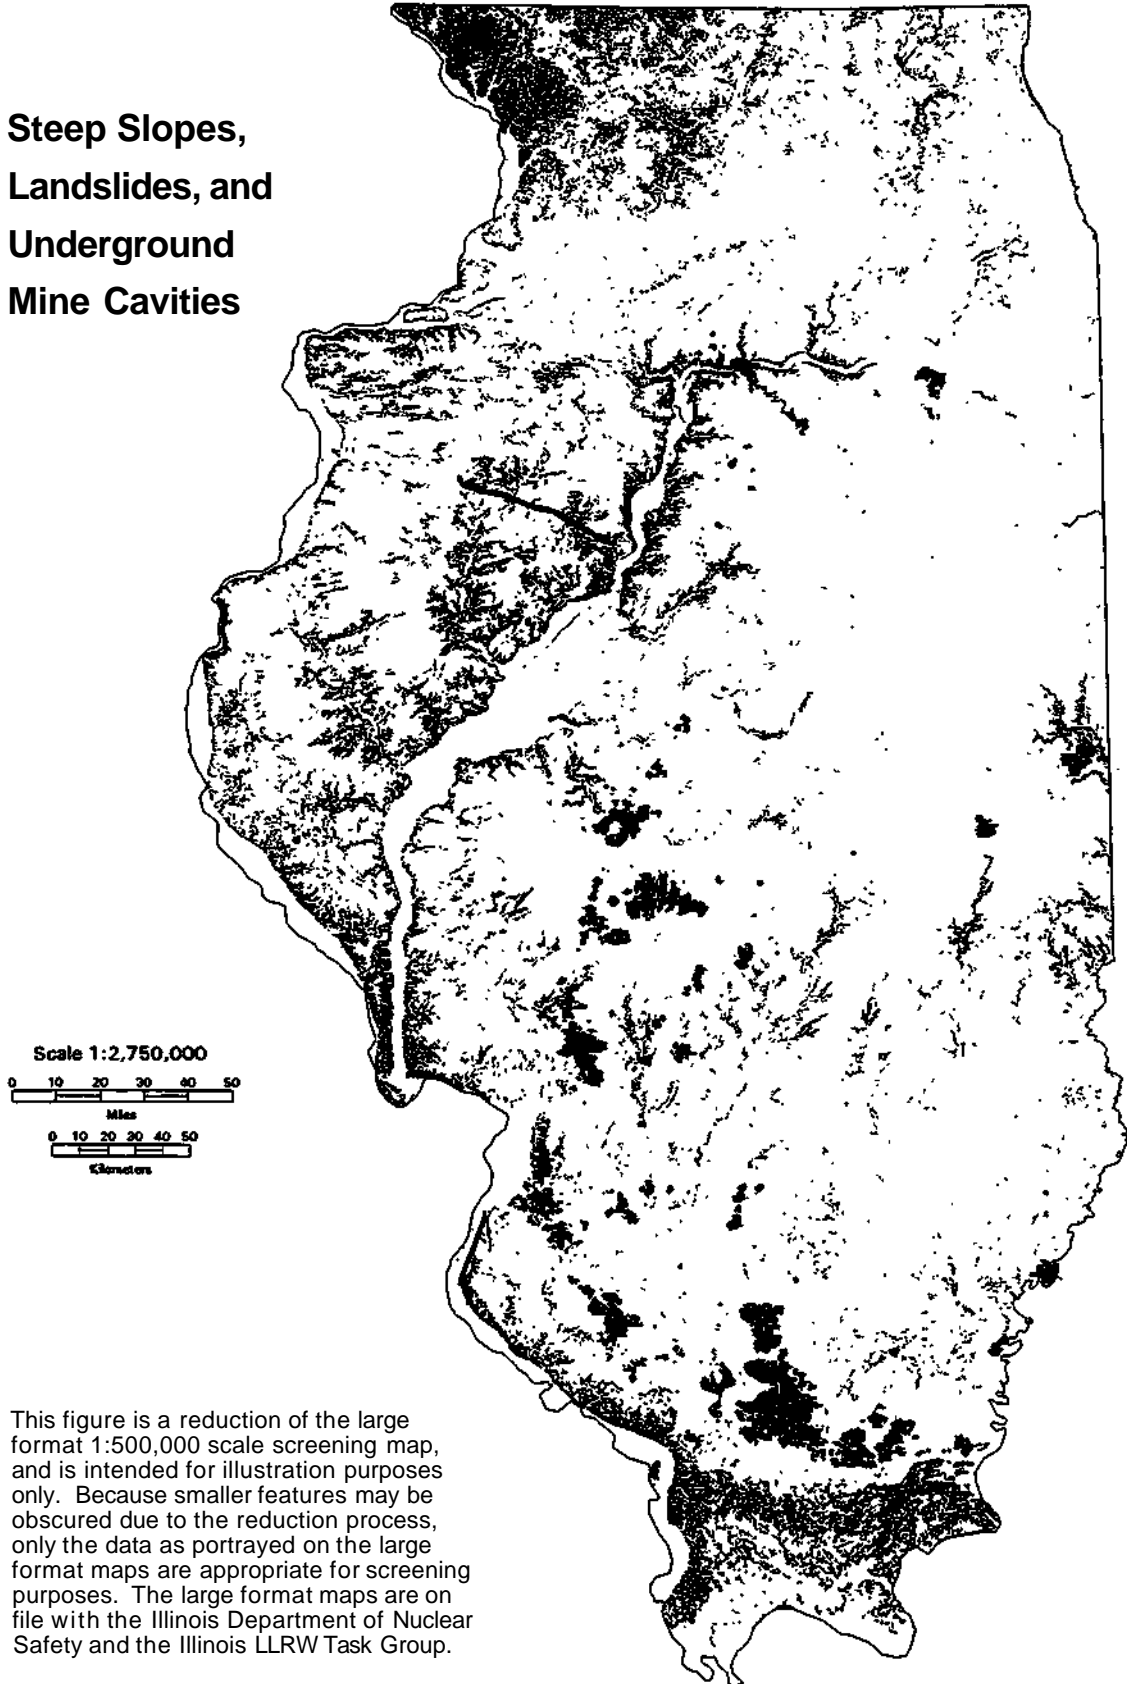 Steep Slopes,
Landslides, and
Underground
Mine Cavities
Scale 1:2,750,000
0 10 20 30 40 50
Miles
0 10 20 30 40 50
Kilometers
This figure is a reduction of the large
format 1:500,000 scale screening map,
and is intended for illustration purposes
only. Because smaller features may be
obscured due to the reduction process,
only the data as portrayed on the large
format maps are appropriate for screening
purposes. The large format maps are on
file with the Illinois Department of Nuclear
Safety and the Illinois LLRW Task Group.